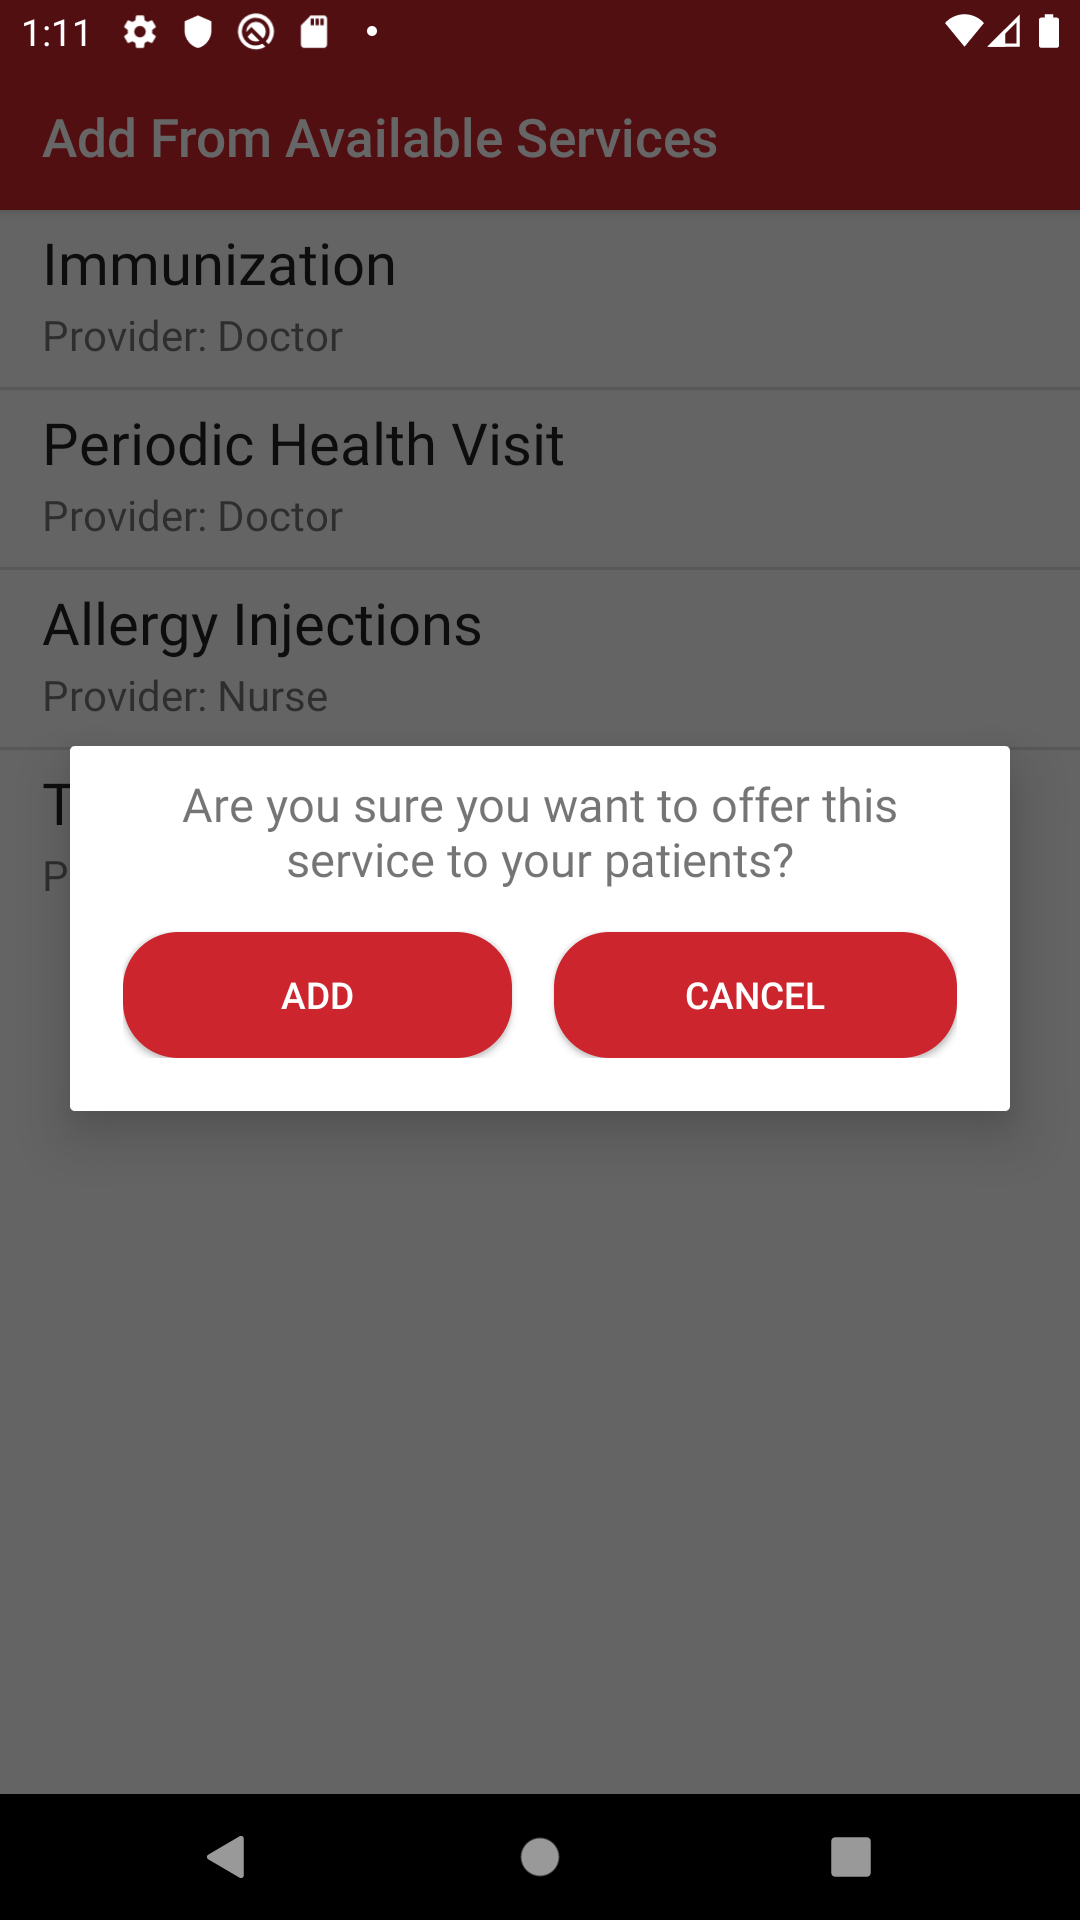 1:11
Add From Available Services
Immunization
Provider: Doctor
Periodic Health Visit
Provider: Doctor
Allergy Injections
Provider: Nurse
Are you sure you want to offer this
service to your patients?
ADD
CANCEL